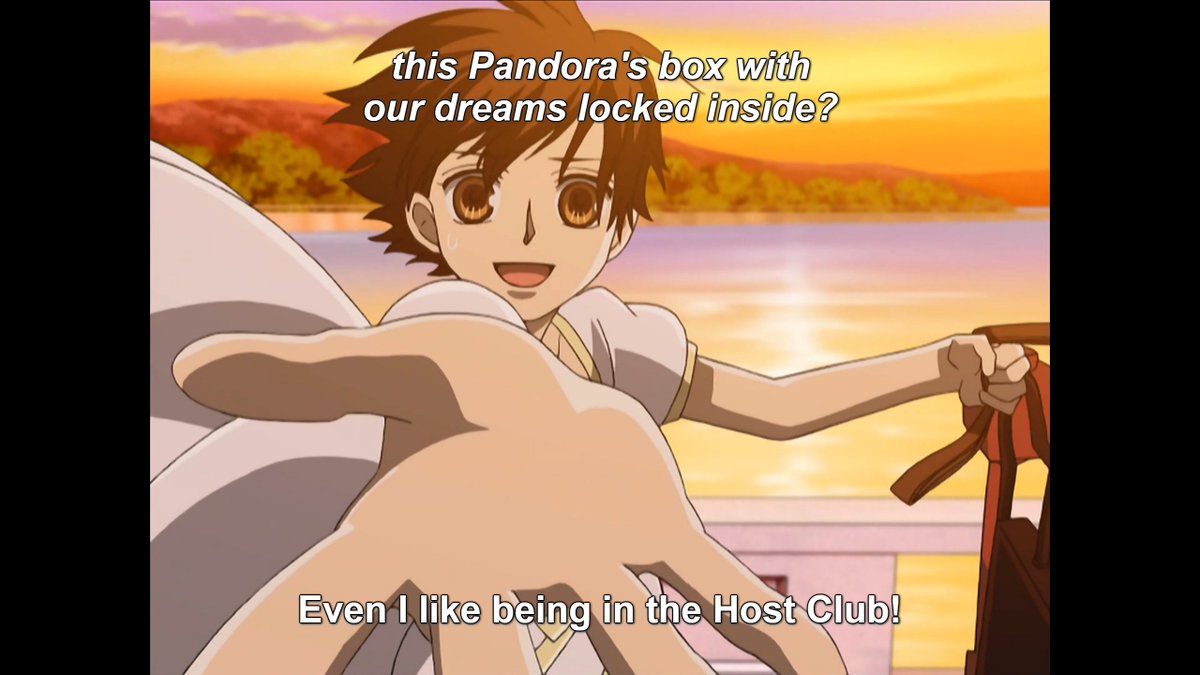 this Pandora's box with
our dreams locked inside?
Even I like being in the Host Club!